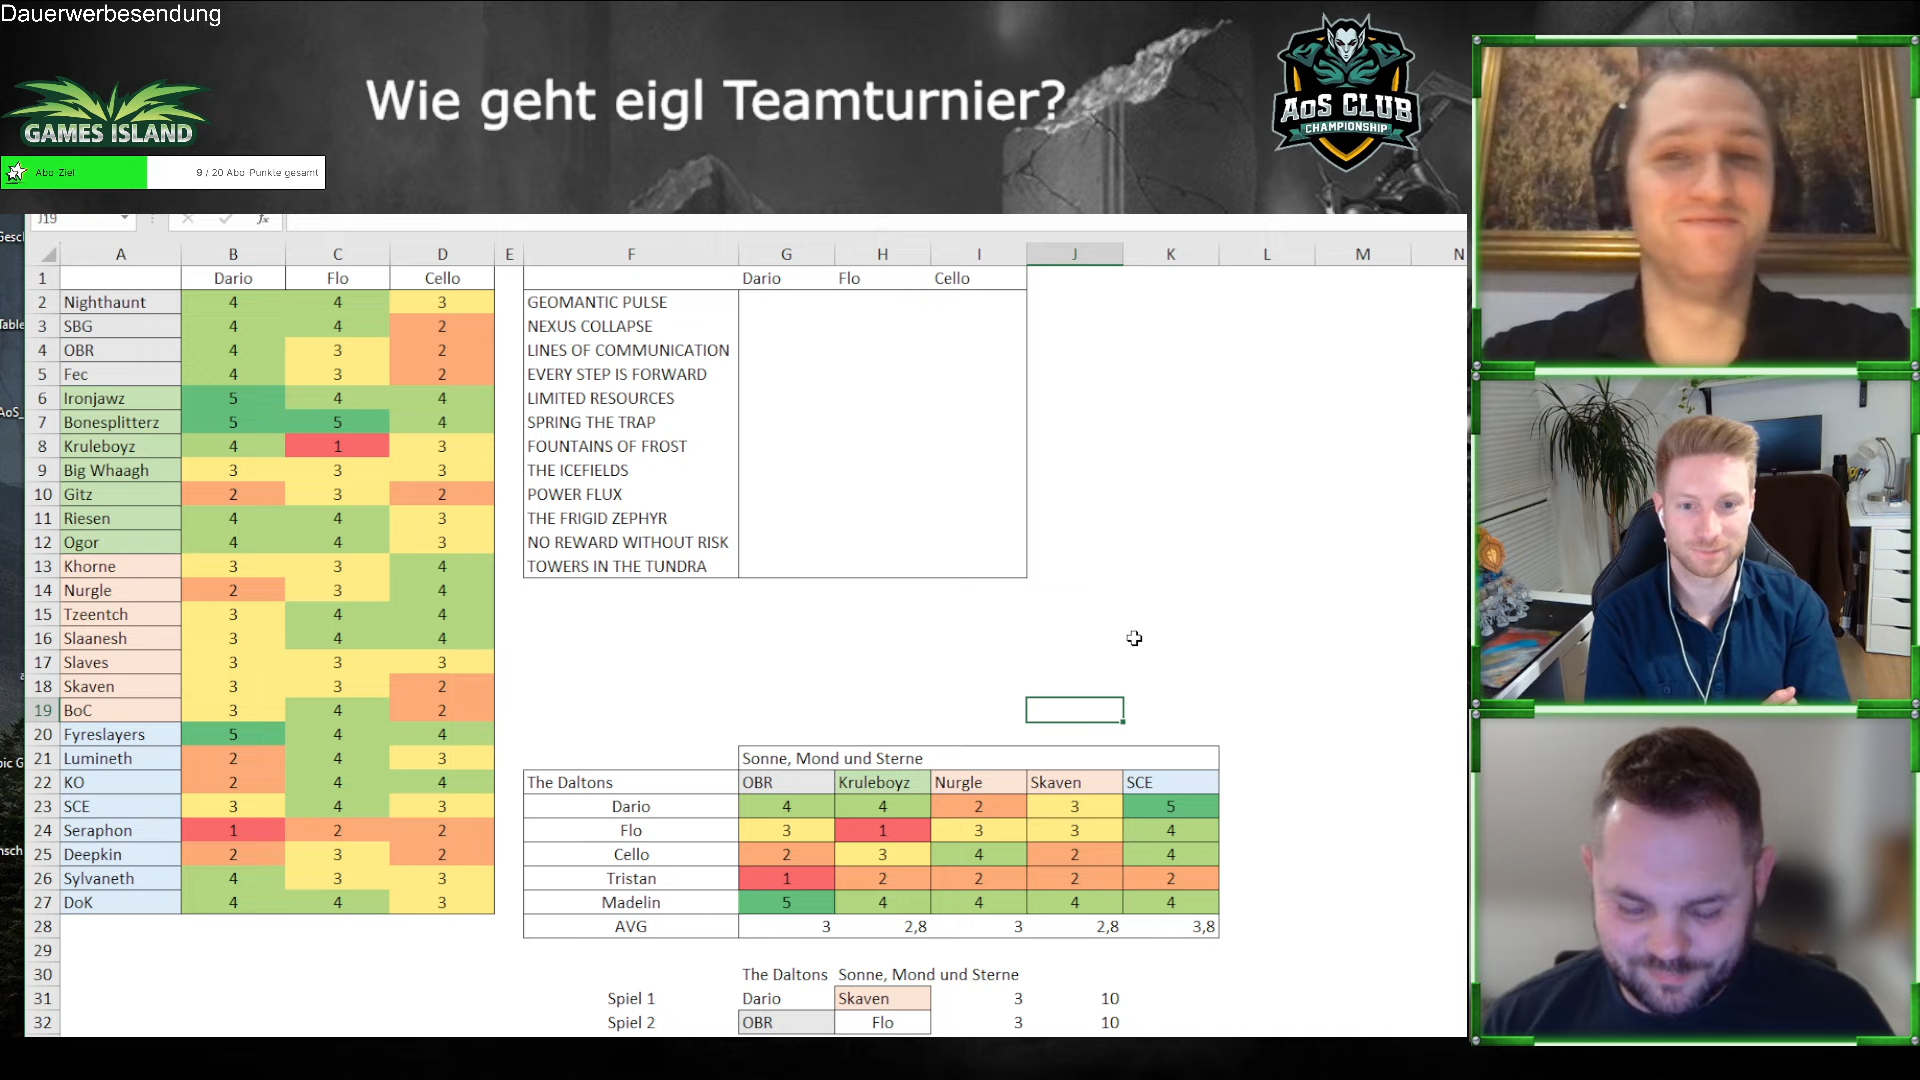 Dauerwerbesendung
GAMES ISLAND
Wie geht eigl Teamturnier?
AOS CLUB
CHAMPIONSHIP
Abo-Ziel 9 / 20 Abo-Punkte gesamt
J19 fx
A B C D E F G H I J K L M N
1 Dario Flo Cello Dario Flo Cello
2 Nighthaunt 4 4 3 GEOMANTIC PULSE
3 SBG 4 4 2 NEXUS COLLAPSE
4 OBR 4 3 2 LINES OF COMMUNICATION
5 Fec 4 3 2 EVERY STEP IS FORWARD
6 Ironjawz 5 4 4 LIMITED RESOURCES
7 Bonesplitterz 5 5 4 SPRING THE TRAP
8 Kruleboyz 4 1 3 FOUNTAINS OF FROST
9 Big Whaagh 3 3 3 THE ICEFIELDS
10 Gitz 2 3 2 POWER FLUX
11 Riesen 4 4 3 THE FRIGID ZEPHYR
12 Ogor 4 4 3 NO REWARD WITHOUT RISK
13 Khorne 3 3 4 TOWERS IN THE TUNDRA
14 Nurgle 2 3 4
15 Tzeentch 3 4 4
16 Slaanesh 3 4 4
17 Slaves 3 3 3
18 Skaven 3 3 2
19 BoC 3 4 2
20 Fyreslayers 5 4 4
21 Lumineth 2 4 3 Sonne, Mond und Sterne
22 KO 2 4 4 The Daltons OBR Kruleboyz Nurgle Skaven SCE
23 SCE 3 4 3 Dario 4 4 2 3 5
24 Seraphon 1 2 2 Flo 3 1 3 3 4
25 Deepkin 2 3 2 Cello 2 3 4 2 4
26 Sylvaneth 4 3 3 Tristan 1 2 2 2 2
27 DoK 4 4 3 Madelin 5 4 4 4 4
28 AVG 3 2,8 3 2,8 3,8
29
30 The Daltons Sonne, Mond und Sterne
31 Spiel 1 Dario Skaven 3 10
32 Spiel 2 OBR Flo 3 10